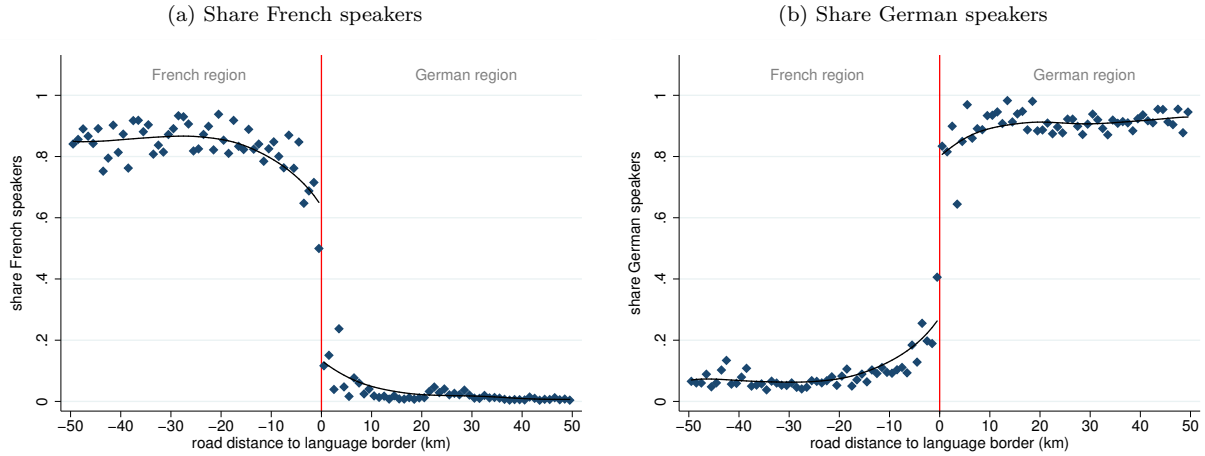 (a) Share French speakers
French region
German region
share French speakers
1
.8
.6
.4
.2
0
−50 −40 −30 −20 −10 0 10 20 30 40 50
road distance to language border (km)
(b) Share German speakers
French region
German region
share German speakers
1
.8
.6
.4
.2
0
−50 −40 −30 −20 −10 0 10 20 30 40 50
road distance to language border (km)